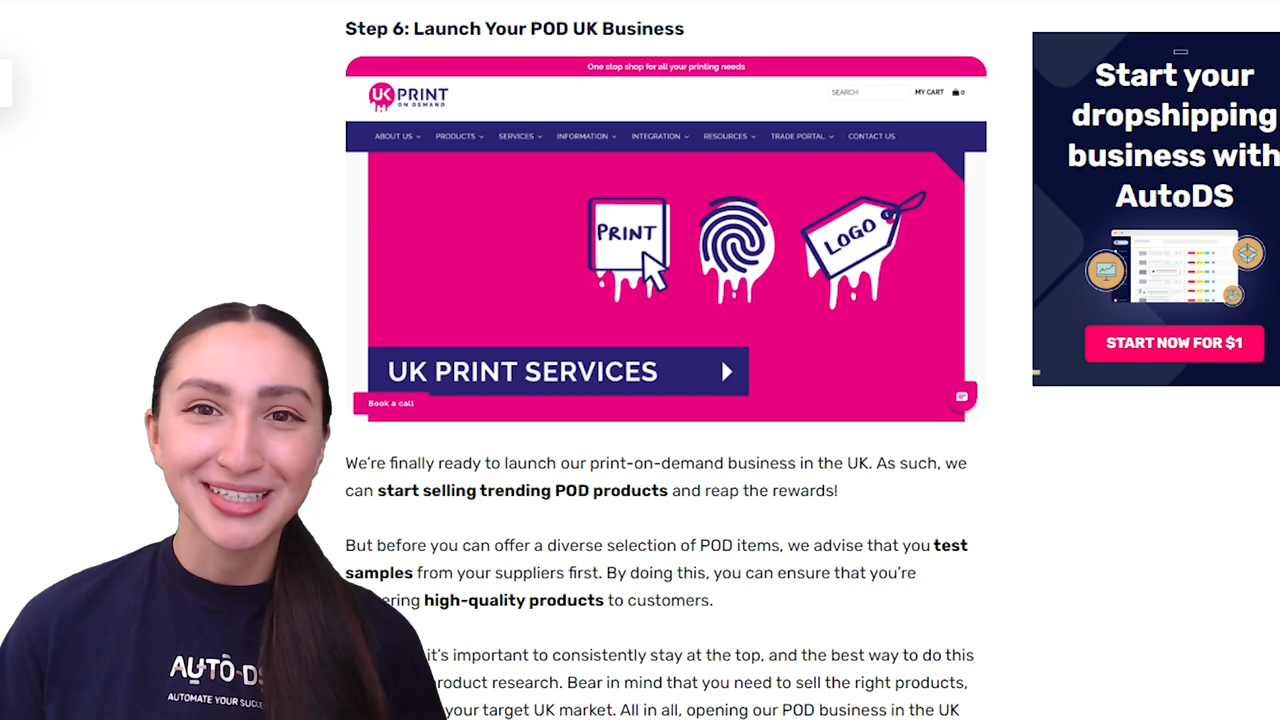 Step 6: Launch Your POD UK Business
One stop shop for all your printing needs
UK PRINT
ON DEMAND
SEARCH
MY CART
0
ABOUT US
PRODUCTS
SERVICES
INFORMATION
INTEGRATION
RESOURCES
TRADE PORTAL
CONTACT US
PRINT
LOGO
UK PRINT SERVICES
Book a call
We’re finally ready to launch our print-on-demand business in the UK. As such, we
can start selling trending POD products and reap the rewards!
But before you can offer a diverse selection of POD items, we advise that you test
samples from your suppliers first. By doing this, you can ensure that you’re
high-quality products to customers.
it’s important to consistently stay at the top, and the best way to do this
research. Bear in mind that you need to sell the right products,
your target UK market. All in all, opening our POD business in the UK
Start your
dropshipping
business with
AutoDS
START NOW FOR $1
AUTO-DS
AUTOMATE YOUR